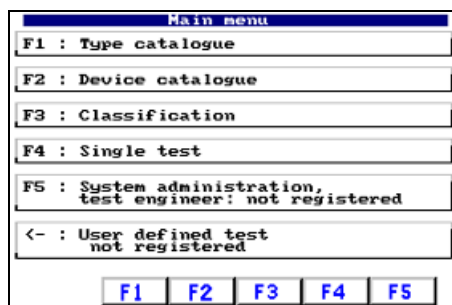 Main menu
F1 : Type catalogue
F2 : Device catalogue
F3 : Classification
F4 : Single test
F5 : System administration,
test engineer: not registered
<- : User defined test
not registered
F1 F2 F3 F4 F5